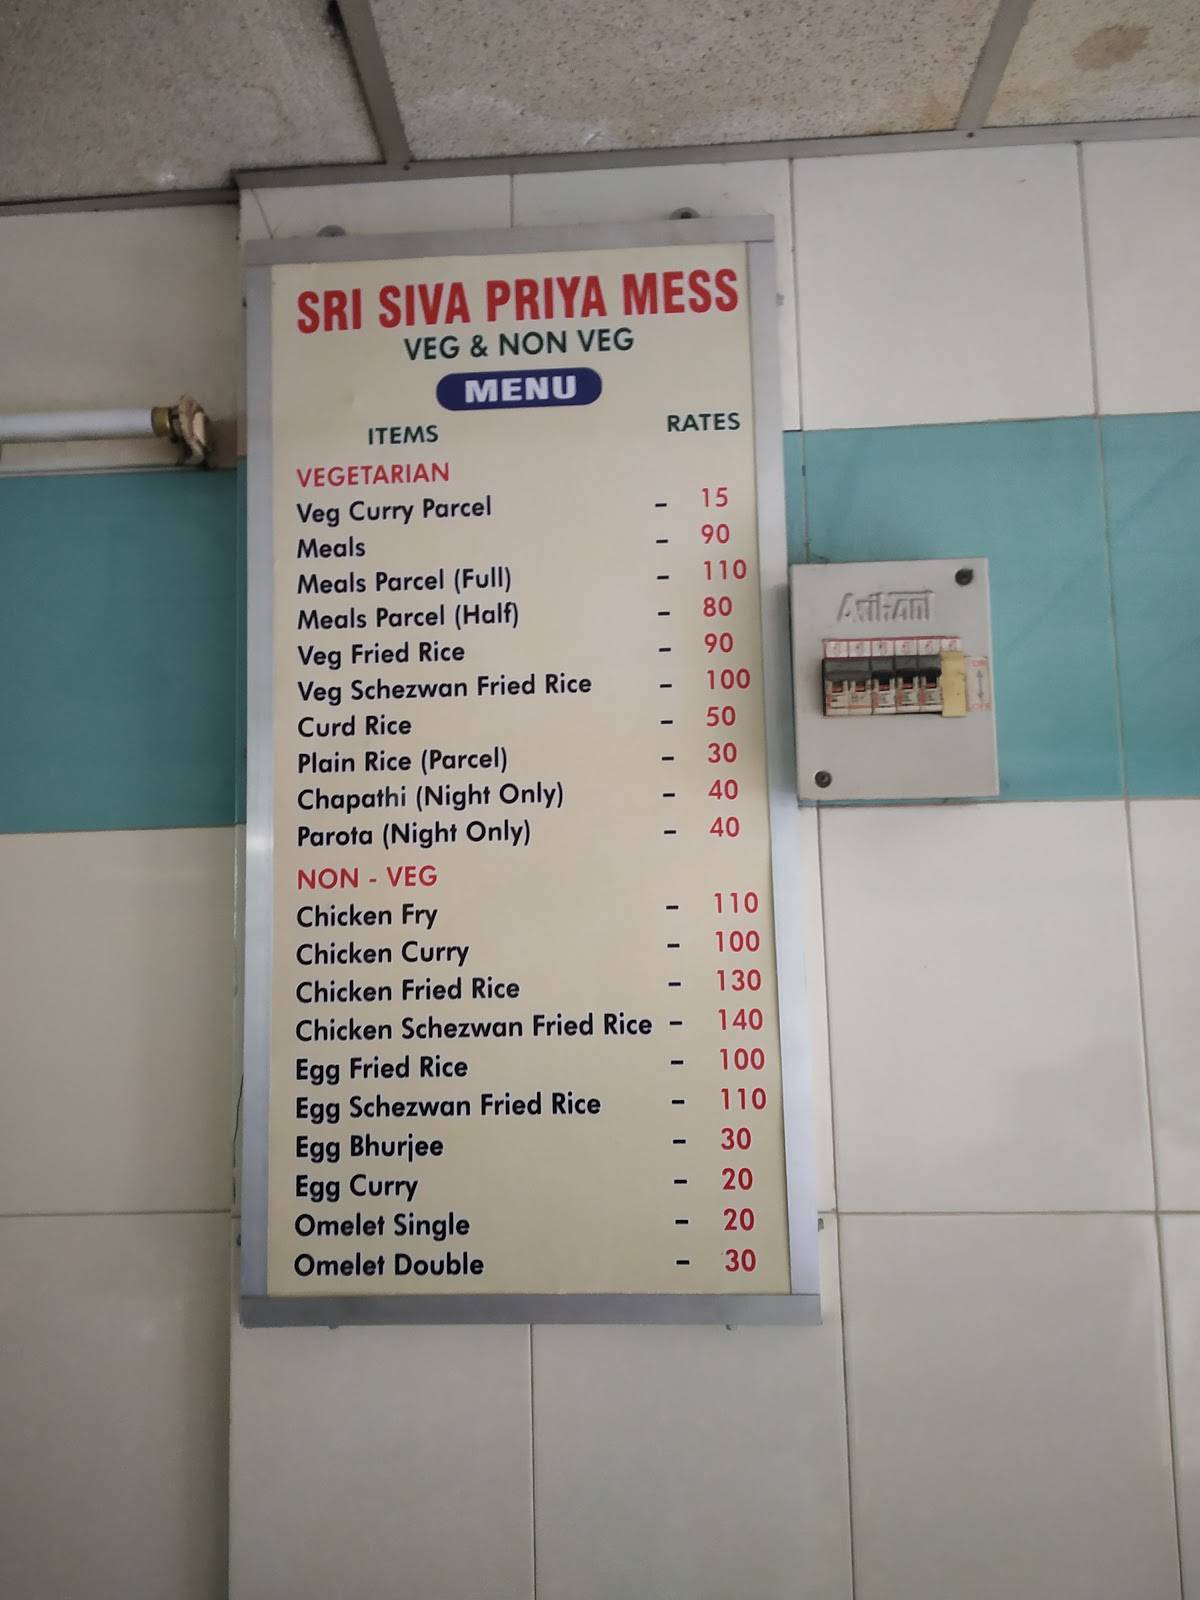 SRI SIVA PRIYA MESS
VEG & NON VEG
MENU
ITEMS RATES
VEGETARIAN
Veg Curry Parcel - 15
Meals - 90
Meals Parcel (Full) - 110
Meals Parcel (Half) - 80
Veg Fried Rice - 90
Veg Schezwan Fried Rice - 100
Curd Rice - 50
Plain Rice (Parcel) - 30
Chapathi (Night Only) - 40
Parota (Night Only) - 40
NON - VEG
Chicken Fry - 110
Chicken Curry - 100
Chicken Fried Rice - 130
Chicken Schezwan Fried Rice - 140
Egg Fried Rice - 100
Egg Schezwan Fried Rice - 110
Egg Bhurjee - 30
Egg Curry - 20
Omelet Single - 20
Omelet Double - 30